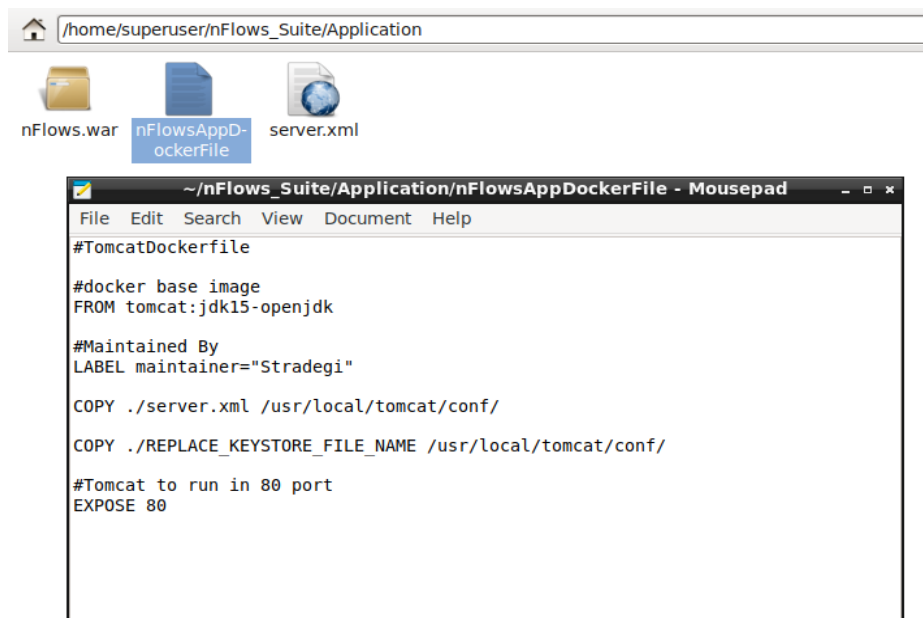 /home/superuser/nFlows_Suite/Application
nFlows.war
nFlowsAppD-
ockerFile
server.xml
~/nFlows_Suite/Application/nFlowsAppDockerFile - Mousepad
File Edit Search View Document Help
#TomcatDockerfile
#docker base image
FROM tomcat:jdk15-openjdk
#Maintained By
LABEL maintainer="Stradegi"
COPY ./server.xml /usr/local/tomcat/conf/
COPY ./REPLACE_KEYSTORE_FILE_NAME /usr/local/tomcat/conf/
#Tomcat to run in 80 port
EXPOSE 80